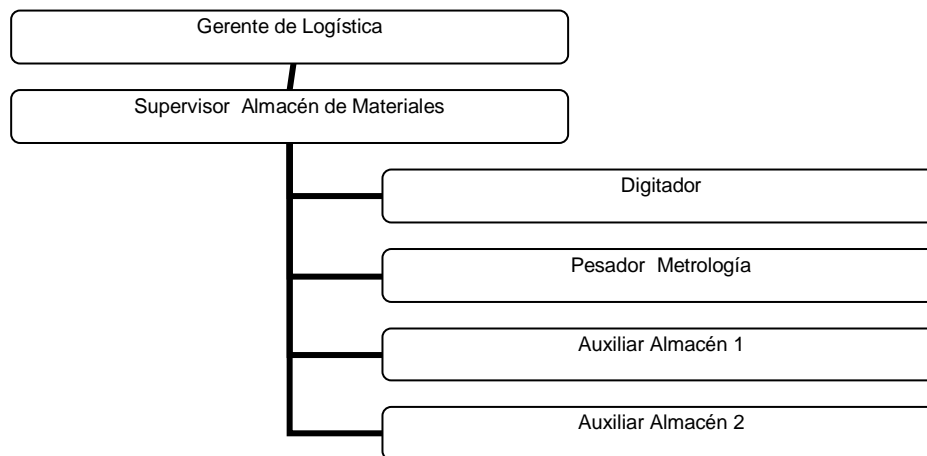 Gerente de Logística
Supervisor Almacén de Materiales
Digitador
Pesador Metrología
Auxiliar Almacén 1
Auxiliar Almacén 2